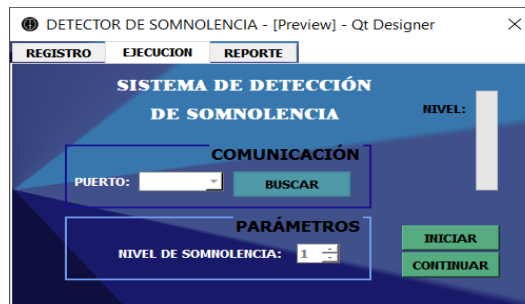 DETECTOR DE SOMNOLENCIA - [Preview] - Qt Designer
REGISTRO EJECUCION REPORTE
SISTEMA DE DETECCIÓN
DE SOMNOLENCIA
NIVEL:
COMUNICACIÓN
PUERTO:
BUSCAR
PARÁMETROS
NIVEL DE SOMNOLENCIA: 1
INICIAR
CONTINUAR